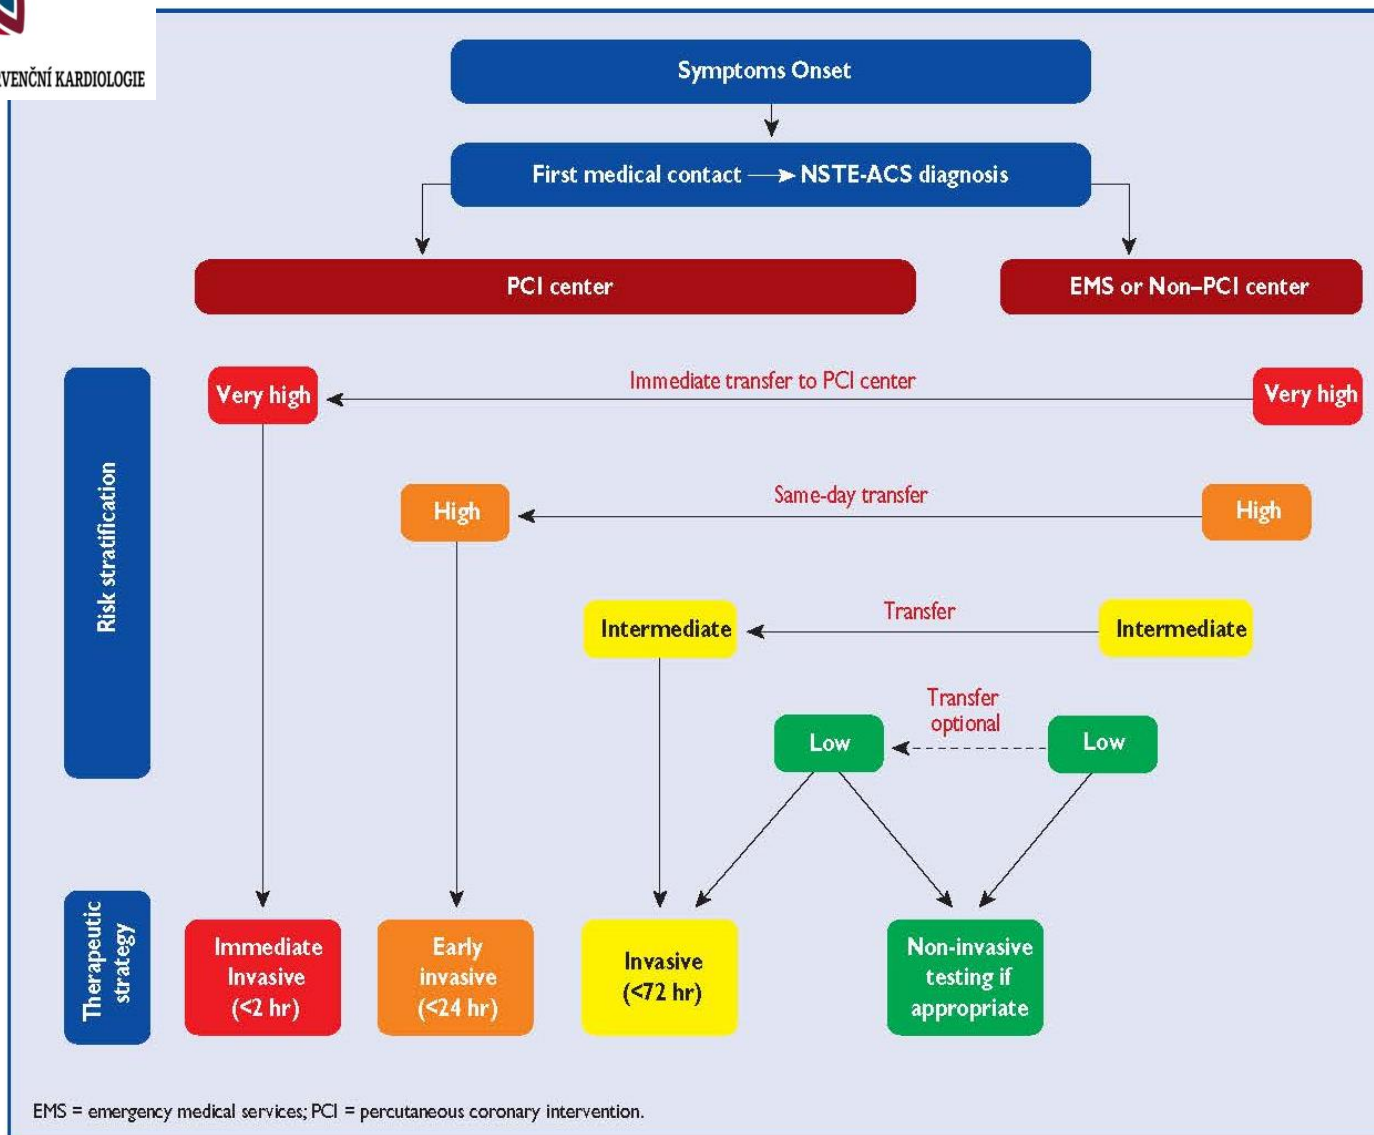 KARDIOLOGIE
Symptoms Onset
First medical contact → NSTE-ACS diagnosis
PCI center
EMS or Non–PCI center
Risk stratification
Very high
Immediate transfer to PCI center
Very high
High
Same-day transfer
High
Intermediate
Transfer
Intermediate
Transfer
optional
Low
Low
Therapeutic
strategy
Immediate
Invasive
(<2 hr)
Early
invasive
(<24 hr)
Invasive
(<72 hr)
Non-invasive
testing if
appropriate
EMS = emergency medical services; PCI = percutaneous coronary intervention.